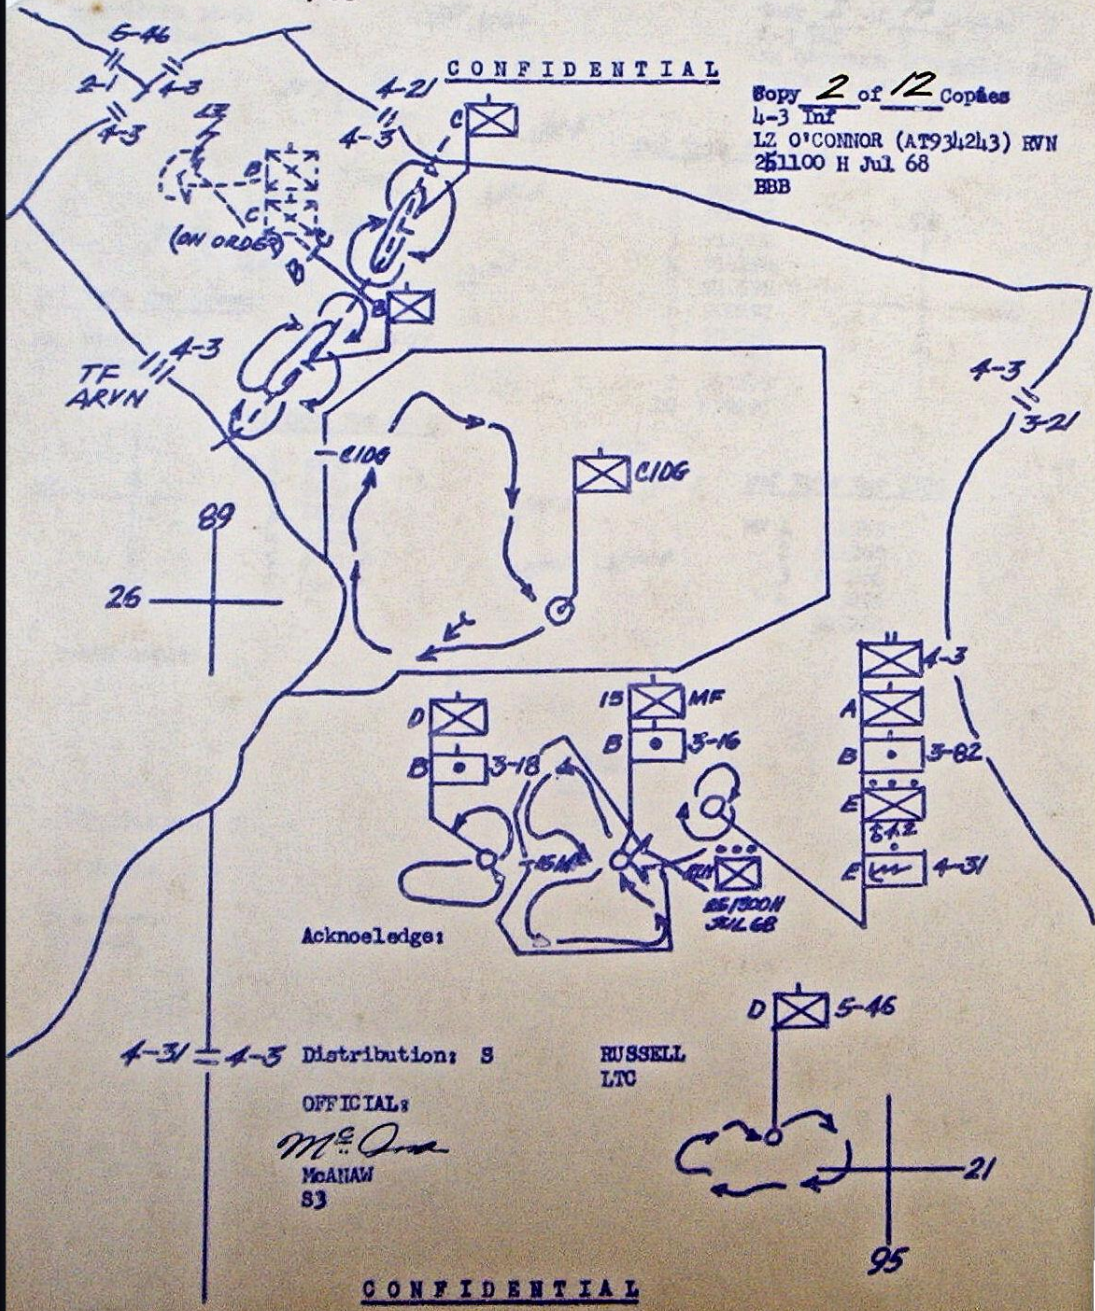 CONFIDENTIAL
Copy 2 of 12 Copies
4-3 Inf
LZ O'CONNOR (AT934243) RVN
251100 H Jul 68
BBB
5-46
2-1
4-3
4-3
4-21
4-3
C
B
C
(ON ORDER)
B
B
4-3
TF
ARVN
4-3
3-21
CIDG
CIDG
89
26
4-3
A
B 3-82
E
E 4-31
D
B 3-18
15 MF
B 3-16
JUL 68
Acknoeledge:
D 5-46
4-31 4-3
Distribution: S
RUSSELL
LTC
OFFICIAL:
McAnaw
McANAW
S3
21
95
CONFIDENTIAL